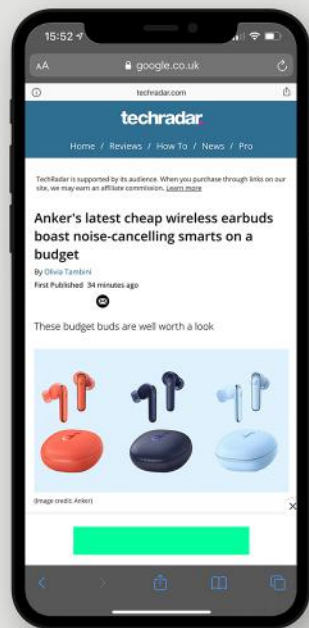 15:52
AA google.co.uk
techradar.com
techradar.
Home / Reviews / How To / News / Pro
TechRadar is supported by its audience. When you purchase through links on our
site, we may earn an affiliate commission. Learn more
Anker's latest cheap wireless earbuds
boast noise-cancelling smarts on a
budget
By Olivia Tambini
First Published 34 minutes ago
These budget buds are well worth a look
(Image credit: Anker)